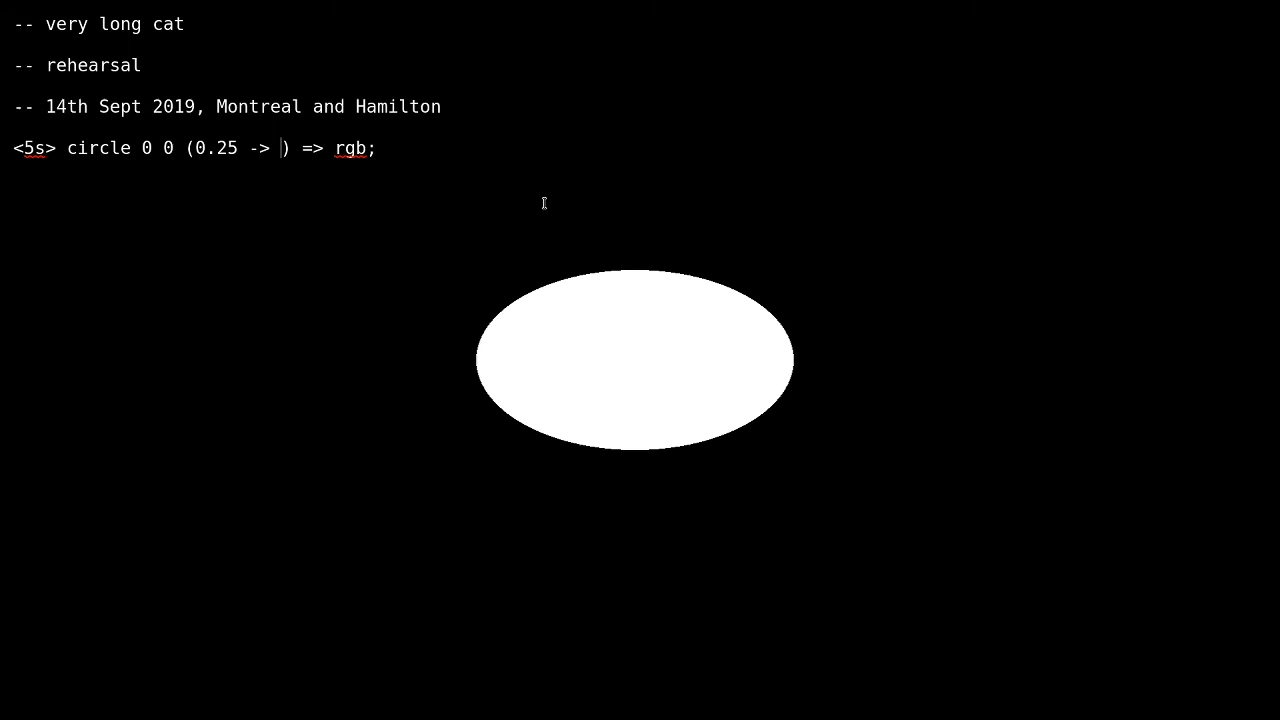 -- very long cat
-- rehearsal
-- 14th Sept 2019, Montreal and Hamilton
<5s> circle 0 0 (0.25 -> ) => rgb;